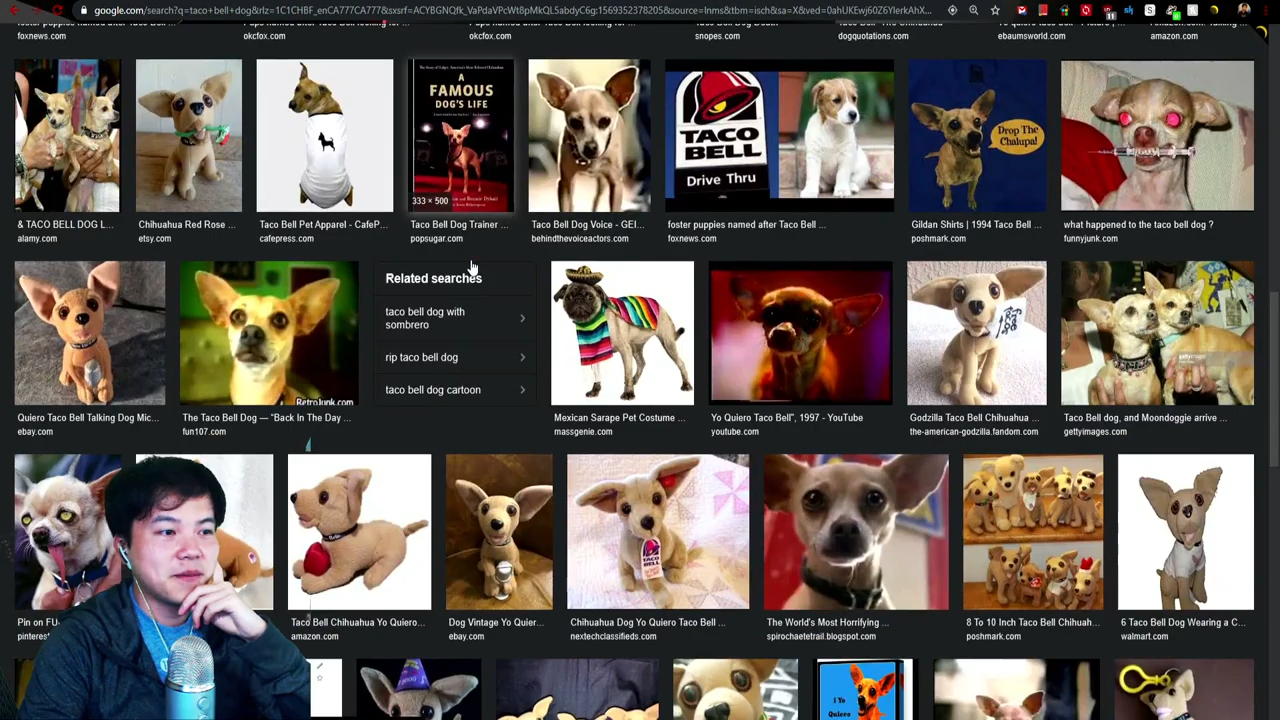 google.com/search?q=taco+bell+dog&rlz=1C1CHBF_enCA777CA777&sxsrf=ACYBGNQfk_VaPdaVPcWt8pMkQL5abdyC6g:1569352378205&source=lnms&tbm=isch&sa=X&ved=
foxnews.com
okcfox.com
okcfox.com
snopes.com
dogquotations.com
ebaumsworld.com
amazon.com
A
FAMOUS
DOG'S LIFE
333 × 500
TACO
BELL
Drive Thru
Drop The
Chalupa!
& TACO BELL DOG L...
alamy.com
Chihuahua Red Rose ...
etsy.com
Taco Bell Pet Apparel - CafeP...
cafepress.com
Taco Bell Dog Trainer ...
popsugar.com
Taco Bell Dog Voice - GEI...
behindthevoiceactors.com
foster puppies named after Taco Bell ...
foxnews.com
Gildan Shirts | 1994 Taco Bell ...
poshmark.com
what happened to the taco bell dog ?
funnyjunk.com
Related searches
taco bell dog with
sombrero
rip taco bell dog
taco bell dog cartoon
RetroJunk.com
gettyimages
Quiero Taco Bell Talking Dog Mic...
ebay.com
The Taco Bell Dog — "Back In The Day ...
fun107.com
Mexican Sarape Pet Costume ...
massgenie.com
Yo Quiero Taco Bell", 1997 - YouTube
youtube.com
Godzilla Taco Bell Chihuahua ...
the-american-godzilla.fandom.com
Taco Bell dog, and Moondoggie arrive ...
gettyimages.com
TACO
BELL
Pin on FU
pinterest
Taco Bell Chihuahua Yo Quiero...
amazon.com
Dog Vintage Yo Quier...
ebay.com
Chihuahua Dog Yo Quiero Taco Bell ...
nextechclassifieds.com
The World's Most Horrifying ...
spirochaetetrail.blogspot.com
8 To 10 Inch Taco Bell Chihuah...
poshmark.com
6 Taco Bell Dog Wearing a C...
walmart.com
¡ Yo
Quiero